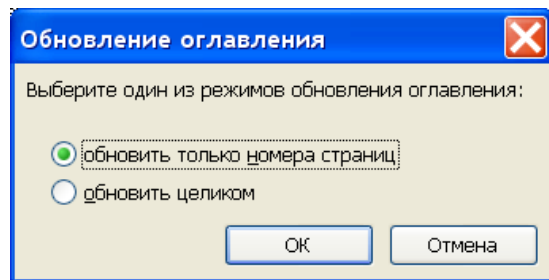 Обновление оглавления
Выберите один из режимов обновления оглавления:
обновить только номера страниц
обновить целиком
ОК Отмена